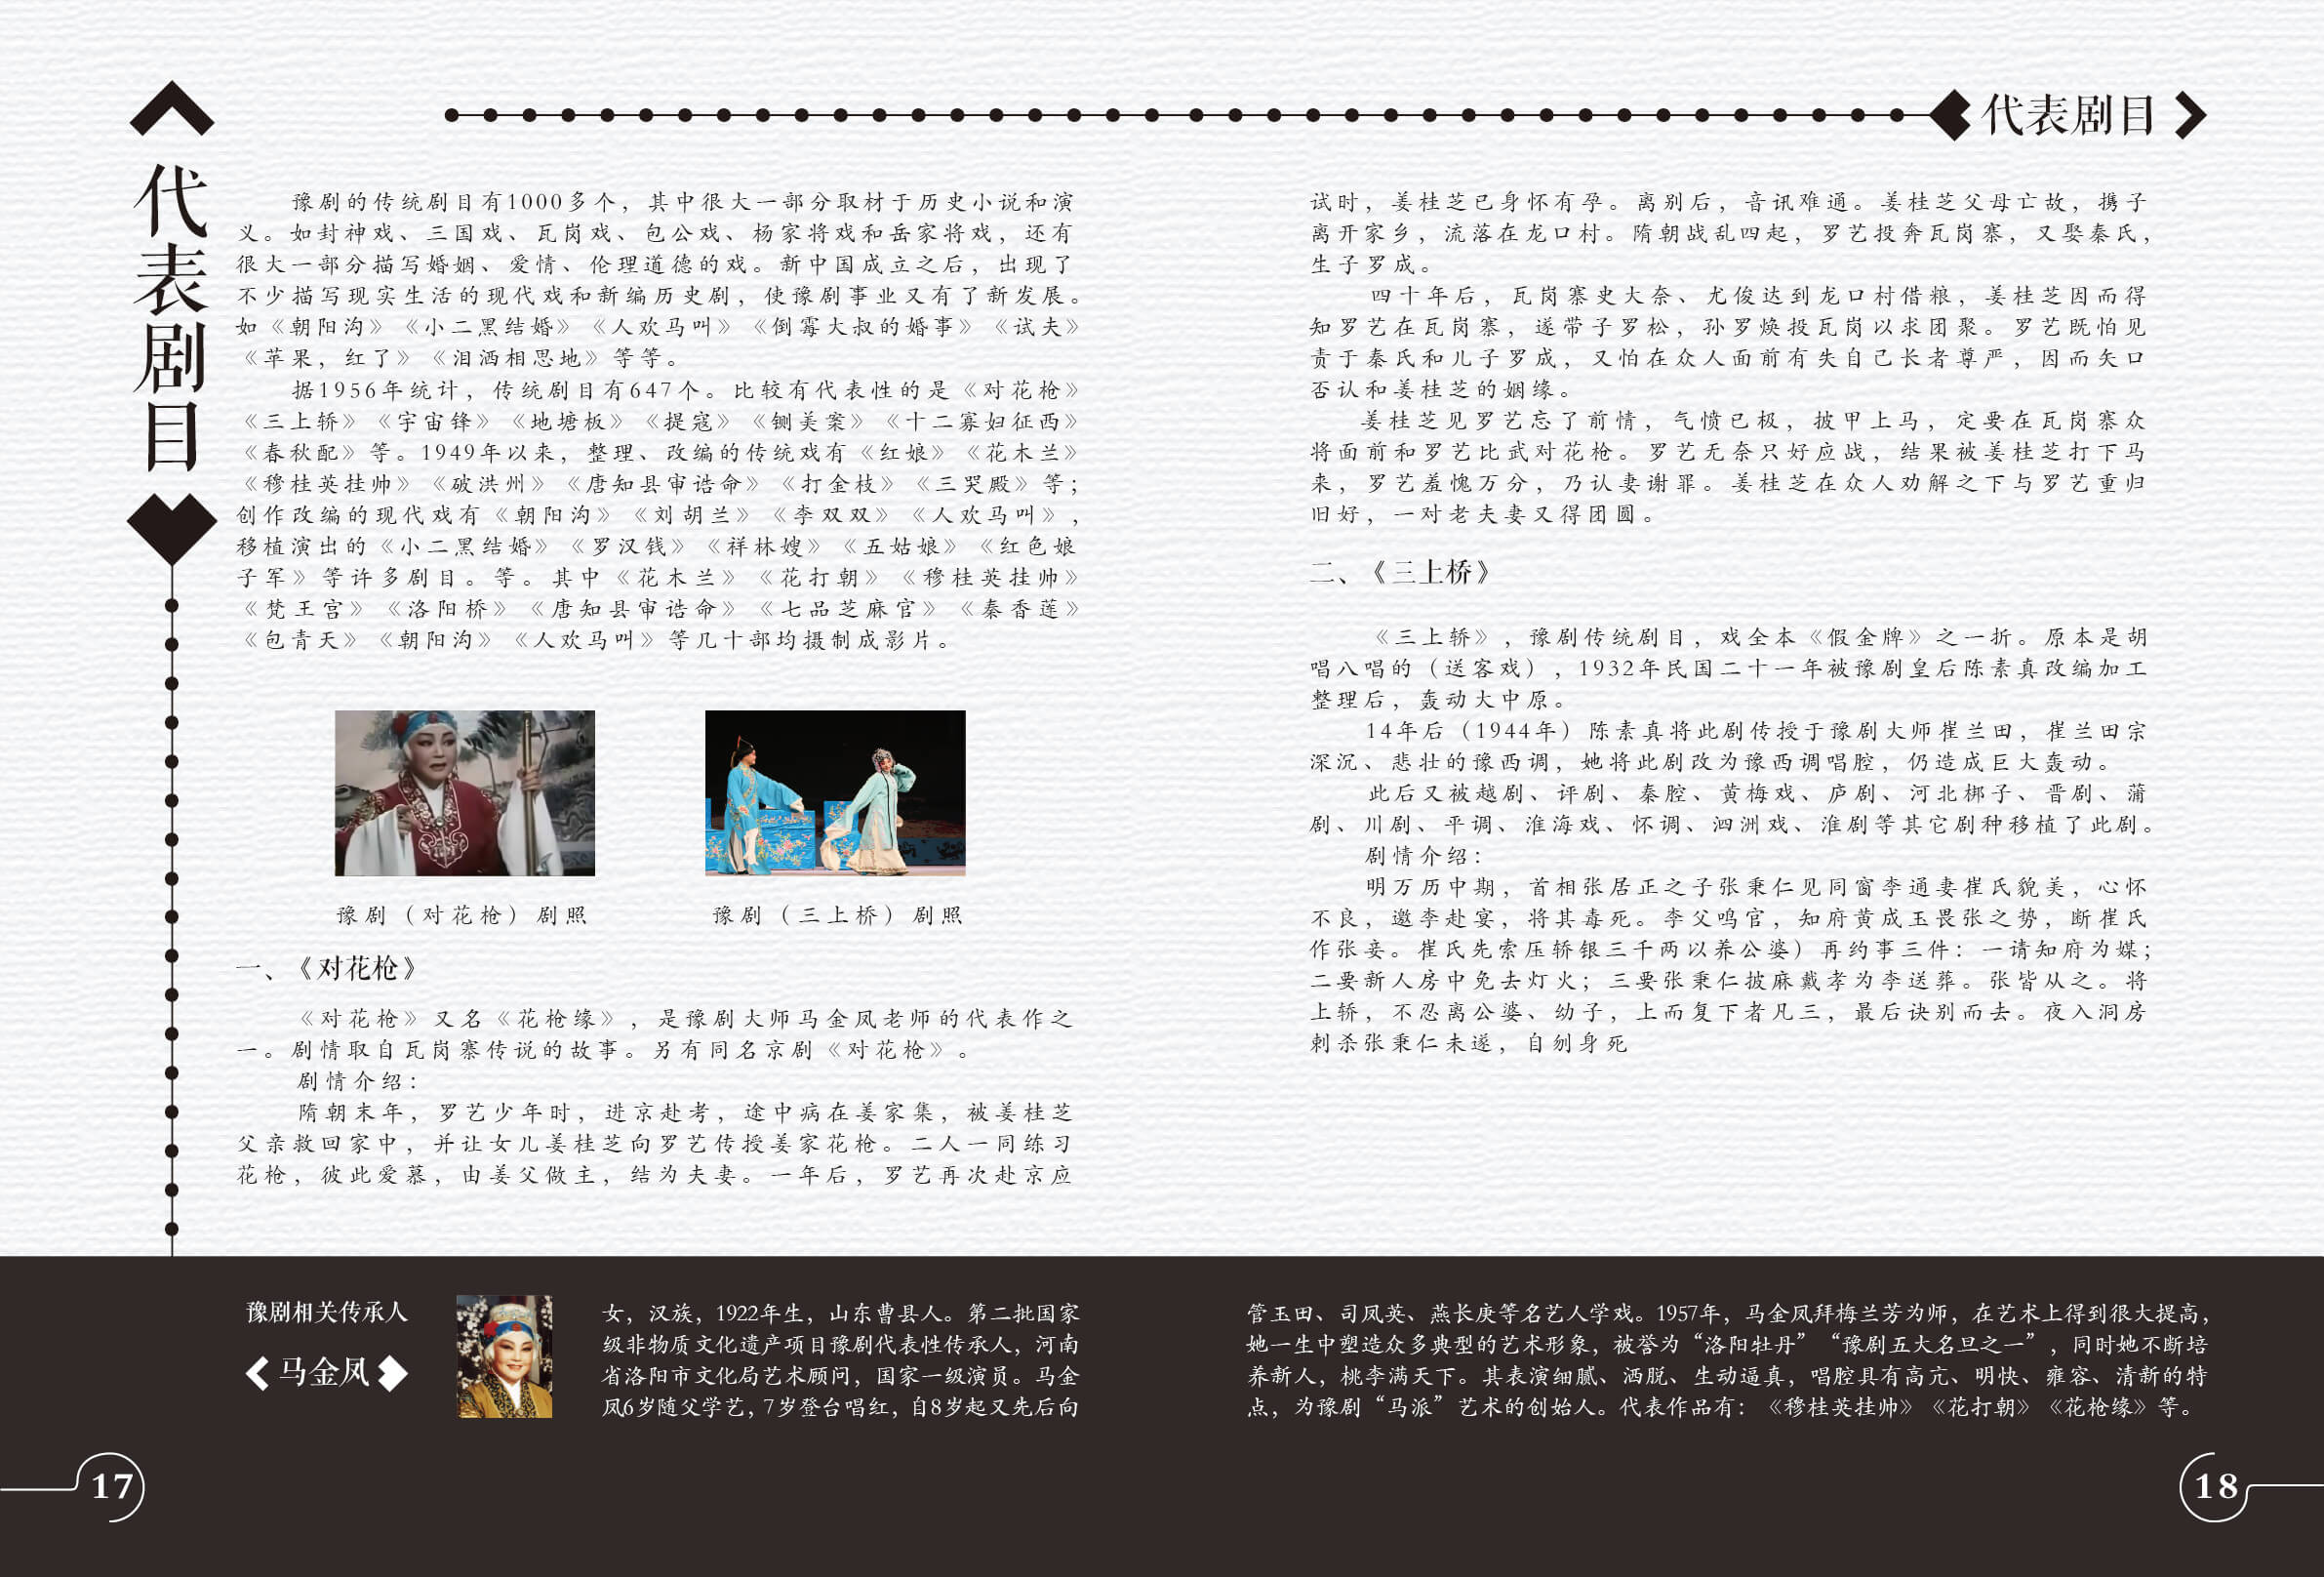 代表剧目
代表剧目
豫剧的传统剧目有1000多个，其中很大一部分取材于历史小说和演
义。如封神戏、三国戏、瓦岗戏、包公戏、杨家将戏和岳家将戏，还有
很大一部分描写婚姻、爱情、伦理道德的戏。新中国成立之后，出现了
不少描写现实生活的现代戏和新编历史剧，使豫剧事业又有了新发展。
如《朝阳沟》《小二黑结婚》《人欢马叫》《倒霉大叔的婚事》《试夫》
《苹果，红了》《泪洒相思地》等等。
据1956年统计，传统剧目有647个。比较有代表性的是《对花枪》
《三上轿》《宇宙锋》《地塘板》《提寇》《铡美案》《十二寡妇征西》
《春秋配》等。1949年以来，整理、改编的传统戏有《红娘》《花木兰》
《穆桂英挂帅》《破洪州》《唐知县审诰命》《打金枝》《三哭殿》等；
创作改编的现代戏有《朝阳沟》《刘胡兰》《李双双》《人欢马叫》，
移植演出的《小二黑结婚》《罗汉钱》《祥林嫂》《五姑娘》《红色娘
子军》等许多剧目。等。其中《花木兰》《花打朝》《穆桂英挂帅》
《梵王宫》《洛阳桥》《唐知县审诰命》《七品芝麻官》《秦香莲》
《包青天》《朝阳沟》《人欢马叫》等几十部均摄制成影片。
豫剧（对花枪）剧照
豫剧（三上桥）剧照
一、《对花枪》
《对花枪》又名《花枪缘》，是豫剧大师马金凤老师的代表作之
一。剧情取自瓦岗寨传说的故事。另有同名京剧《对花枪》。
剧情介绍：
隋朝末年，罗艺少年时，进京赴考，途中病在姜家集，被姜桂芝
父亲救回家中，并让女儿姜桂芝向罗艺传授姜家花枪。二人一同练习
花枪，彼此爱慕，由姜父做主，结为夫妻。一年后，罗艺再次赴京应
试时，姜桂芝已身怀有孕。离别后，音讯难通。姜桂芝父母亡故，携子
离开家乡，流落在龙口村。隋朝战乱四起，罗艺投奔瓦岗寨，又娶秦氏，
生子罗成。
四十年后，瓦岗寨史大奈、尤俊达到龙口村借粮，姜桂芝因而得
知罗艺在瓦岗寨，遂带子罗松，孙罗焕投瓦岗以求团聚。罗艺既怕见
责于秦氏和儿子罗成，又怕在众人面前有失自己长者尊严，因而矢口
否认和姜桂芝的姻缘。
姜桂芝见罗艺忘了前情，气愤已极，披甲上马，定要在瓦岗寨众
将面前和罗艺比武对花枪。罗艺无奈只好应战，结果被姜桂芝打下马
来，罗艺羞愧万分，乃认妻谢罪。姜桂芝在众人劝解之下与罗艺重归
旧好，一对老夫妻又得团圆。
二、《三上桥》
《三上轿》，豫剧传统剧目，戏全本《假金牌》之一折。原本是胡
唱八唱的（送客戏），1932年民国二十一年被豫剧皇后陈素真改编加工
整理后，轰动大中原。
14年后（1944年）陈素真将此剧传授于豫剧大师崔兰田，崔兰田宗
深沉、悲壮的豫西调，她将此剧改为豫西调唱腔，仍造成巨大轰动。
此后又被越剧、评剧、秦腔、黄梅戏、庐剧、河北梆子、晋剧、蒲
剧、川剧、平调、淮海戏、怀调、泗洲戏、淮剧等其它剧种移植了此剧。
剧情介绍：
明万历中期，首相张居正之子张秉仁见同窗李通妻崔氏貌美，心怀
不良，邀李赴宴，将其毒死。李父鸣官，知府黄成玉畏张之势，断崔氏
作张妾。崔氏先索压轿银三千两以养公婆）再约事三件：一请知府为媒；
二要新人房中免去灯火；三要张秉仁披麻戴孝为李送葬。张皆从之。将
上轿，不忍离公婆、幼子，上而复下者凡三，最后诀别而去。夜入洞房
刺杀张秉仁未遂，自刎身死
豫剧相关传承人
马金凤
女，汉族，1922年生，山东曹县人。第二批国家
级非物质文化遗产项目豫剧代表性传承人，河南
省洛阳市文化局艺术顾问，国家一级演员。马金
凤6岁随父学艺，7岁登台唱红，自8岁起又先后向
管玉田、司凤英、燕长庚等名艺人学戏。1957年，马金凤拜梅兰芳为师，在艺术上得到很大提高，
她一生中塑造众多典型的艺术形象，被誉为“洛阳牡丹”“豫剧五大名旦之一”，同时她不断培
养新人，桃李满天下。其表演细腻、洒脱、生动逼真，唱腔具有高亢、明快、雍容、清新的特
点，为豫剧“马派”艺术的创始人。代表作品有：《穆桂英挂帅》《花打朝》《花枪缘》等。
17
18